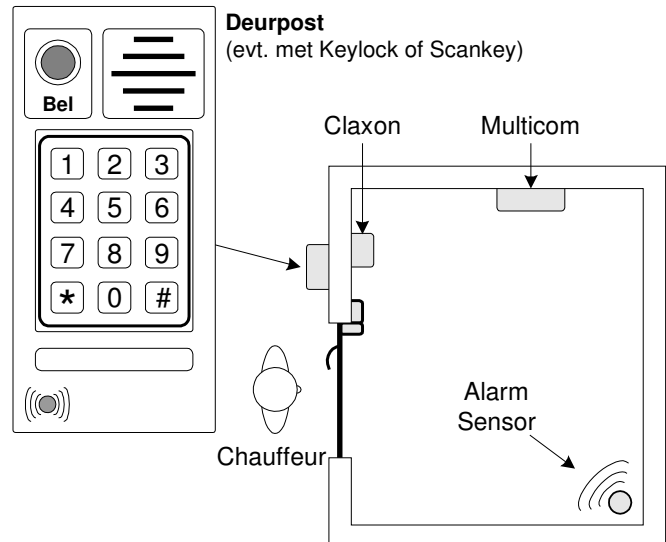 Deurpost
(evt. met Keylock of Scankey)
Bel
1 2 3
4 5 6
7 8 9
* 0 #
Claxon
Multicom
Alarm
Sensor
Chauffeur